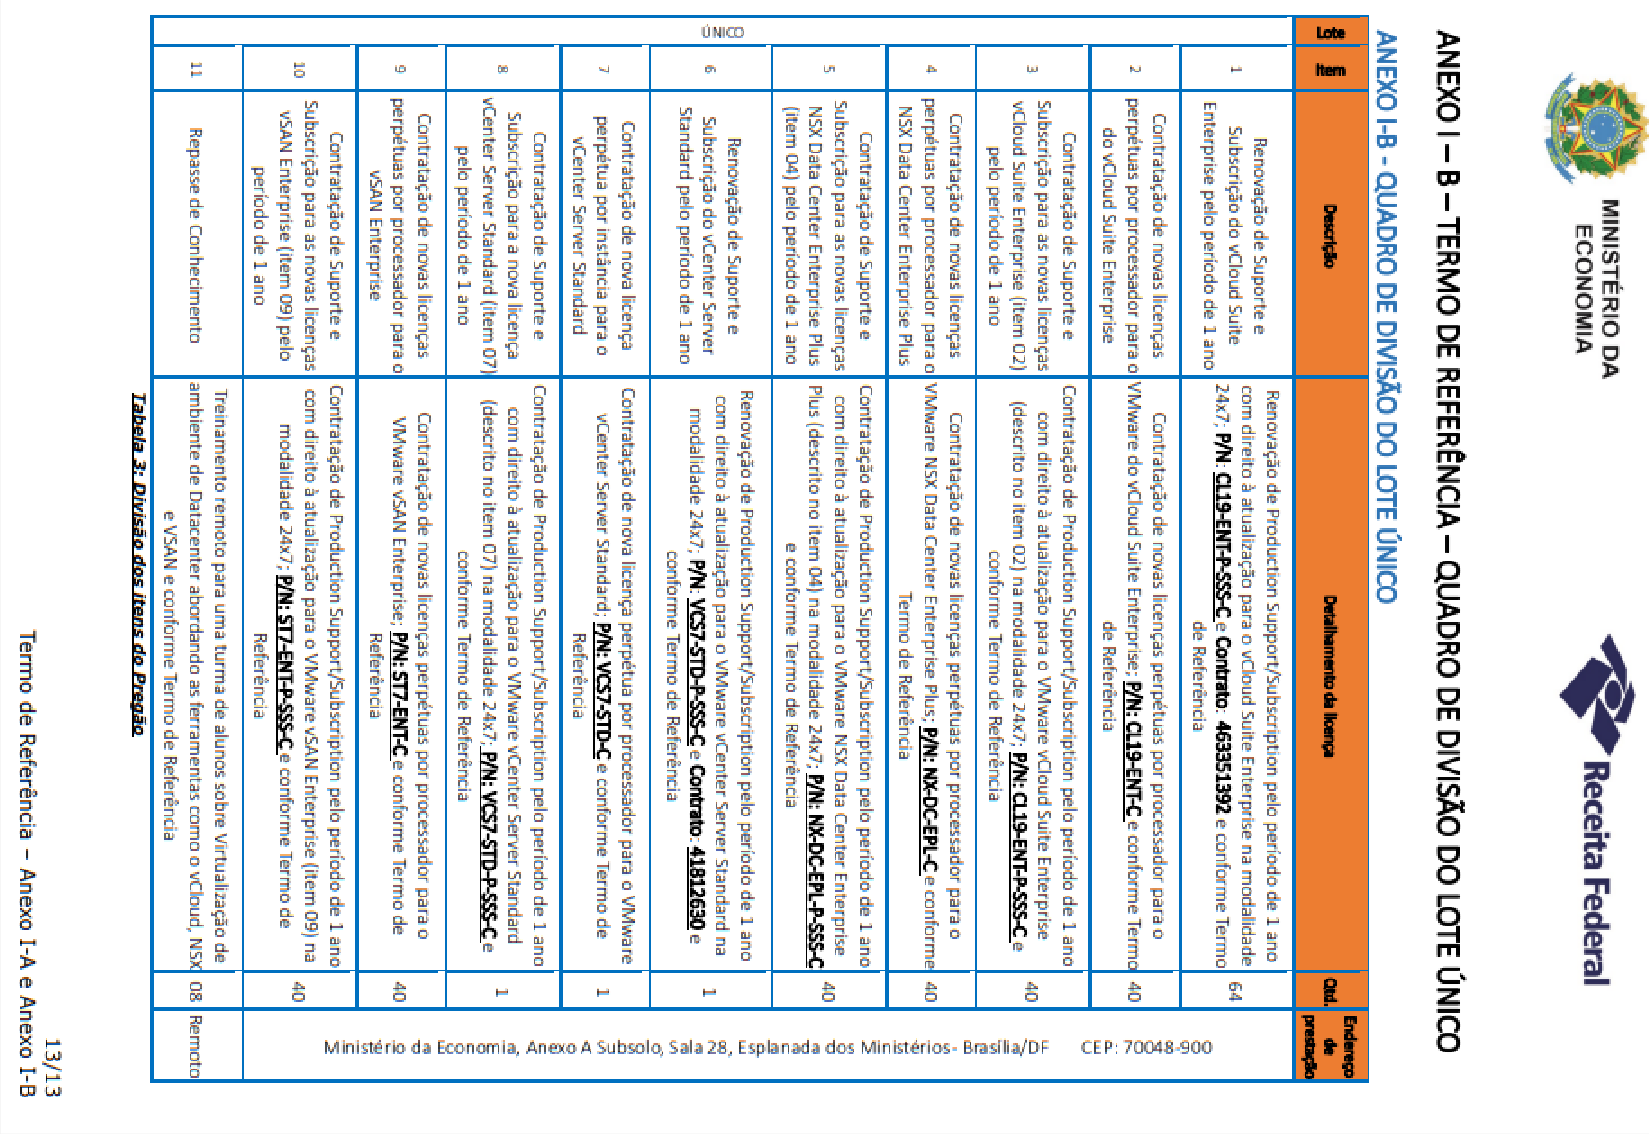 MINISTÉRIO DA
ECONOMIA
Receita Federal
ANEXO I – B – TERMO DE REFERÊNCIA – QUADRO DE DIVISÃO DO LOTE ÚNICO
ANEXO I-B - QUADRO DE DIVISÃO DO LOTE ÚNICO
Lote
Item
Descrição
Detalhamento da licença
Qtd.
Endereço
de
prestação
ÚNICO
1
Renovação de Suporte e
Subscrição do vCloud Suite
Enterprise pelo período de 1 ano
Renovação de Production Support/Subscription pelo período de 1 ano
com direito à atualização para o vCloud Suite Enterprise na modalidade
24x7; P/N: CL19-ENT-P-SSS-C e Contrato: 463351392 e conforme Termo
de Referência
64
2
Contratação de novas licenças
perpétuas por processador para o
do vCloud Suite Enterprise
Contratação de novas licenças perpétuas por processador para o
VMware do vCloud Suite Enterprise; P/N: CL19-ENT-C e conforme Termo
de Referência
40
3
Contratação de Suporte e
Subscrição para as novas licenças
vCloud Suite Enterprise (item 02)
pelo período de 1 ano
Contratação de Production Support/Subscription pelo período de 1 ano
com direito à atualização para o VMware vCloud Suite Enterprise
(descrito no item 02) na modalidade 24x7; P/N: CL19-ENT-P-SSS-C e
conforme Termo de Referência
40
4
Contratação de novas licenças
perpétuas por processador para o
NSX Data Center Enterprise Plus
Contratação de novas licenças perpétuas por processador para o
VMware NSX Data Center Enterprise Plus; P/N: NX-DC-EPL-C e conforme
Termo de Referência
40
5
Contratação de Suporte e
Subscrição para as novas licenças
NSX Data Center Enterprise Plus
(item 04) pelo período de 1 ano
Contratação de Production Support/Subscription pelo período de 1 ano
com direito à atualização para o VMware NSX Data Center Enterprise
Plus (descrito no item 04) na modalidade 24x7; P/N: NX-DC-EPL-P-SSS-C
e conforme Termo de Referência
40
6
Renovação de Suporte e
Subscrição do vCenter Server
Standard pelo período de 1 ano
Renovação de Production Support/Subscription pelo período de 1 ano
com direito à atualização para o VMware vCenter Server Standard na
modalidade 24x7; P/N: VCS7-STD-P-SSS-C e Contrato: 41812630 e
conforme Termo de Referência
1
7
Contratação de nova licença
perpétua por instância para o
vCenter Server Standard
Contratação de nova licença perpétua por processador para o VMware
vCenter Server Standard; P/N: VCS7-STD-C e conforme Termo de
Referência
1
8
Contratação de Suporte e
Subscrição para a nova licença
vCenter Server Standard (item 07)
pelo período de 1 ano
Contratação de Production Support/Subscription pelo período de 1 ano
com direito à atualização para o VMware vCenter Server Standard
(descrito no item 07) na modalidade 24x7; P/N: VCS7-STD-P-SSS-C e
conforme Termo de Referência
1
9
Contratação de novas licenças
perpétuas por processador para o
vSAN Enterprise
Contratação de novas licenças perpétuas por processador para o
VMware vSAN Enterprise; P/N: ST7-ENT-C e conforme Termo de
Referência
40
10
Contratação de Suporte e
Subscrição para as novas licenças
vSAN Enterprise (item 09) pelo
período de 1 ano
Contratação de Production Support/Subscription pelo período de 1 ano
com direito à atualização para o VMware vSAN Enterprise (item 09) na
modalidade 24x7; P/N: ST7-ENT-P-SSS-C e conforme Termo de
Referência
40
Ministério da Economia, Anexo A Subsolo, Sala 28, Esplanada dos Ministérios- Brasília/DF CEP: 70048-900
11
Repasse de Conhecimento
Treinamento remoto para uma turma de alunos sobre Virtualização de
ambiente de Datacenter abordando as ferramentas como o vCloud, NSX
e VSAN e conforme Termo de Referência
08
Remoto
Tabela 3: Divisão dos itens do Pregão
13/13
Termo de Referência – Anexo I-A e Anexo I-B